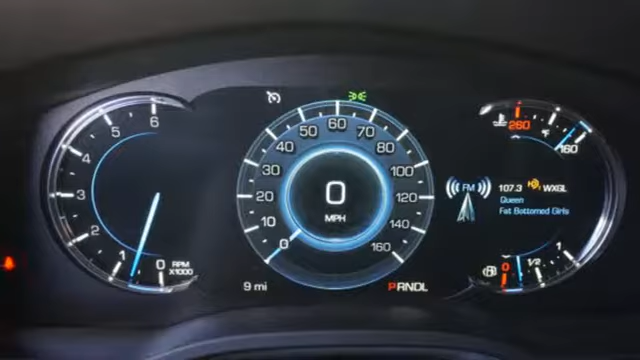 6
5
4
3
2
1
0
RPM
X1000
0
10
20
30
40
50
60
70
80
100
120
140
160
0
MPH
9 mi
PRNDL
FM
107.3 WXGL
Queen
Fat Bottomed Girls
260
°F
160
0
1/2
1